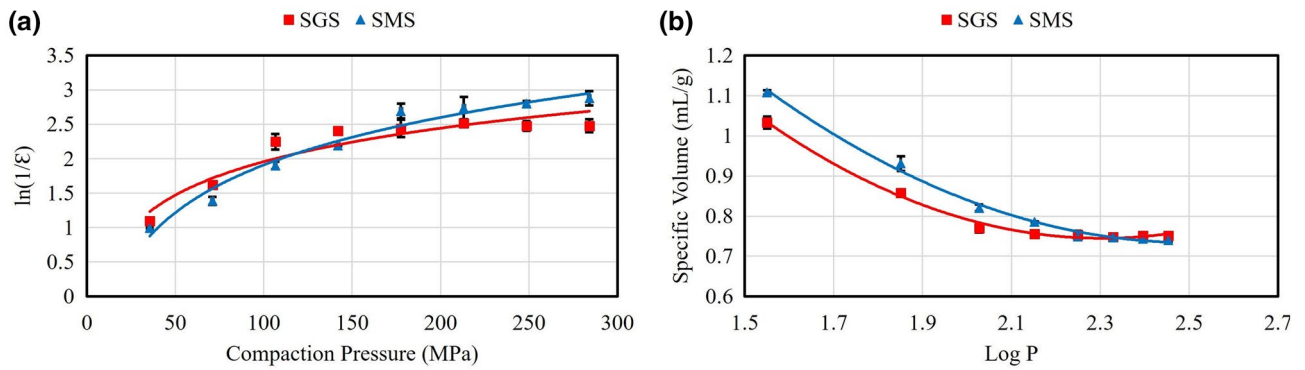 (a)
SGS SMS
3.5
3
2.5
2
1.5
1
0.5
0
0 50 100 150 200 250 300
ln(1/Ɛ)
Compaction Pressure (MPa)
(b)
SGS SMS
1.2
1.1
1
0.9
0.8
0.7
0.6
1.5 1.7 1.9 2.1 2.3 2.5 2.7
Specific Volume (mL/g)
Log P